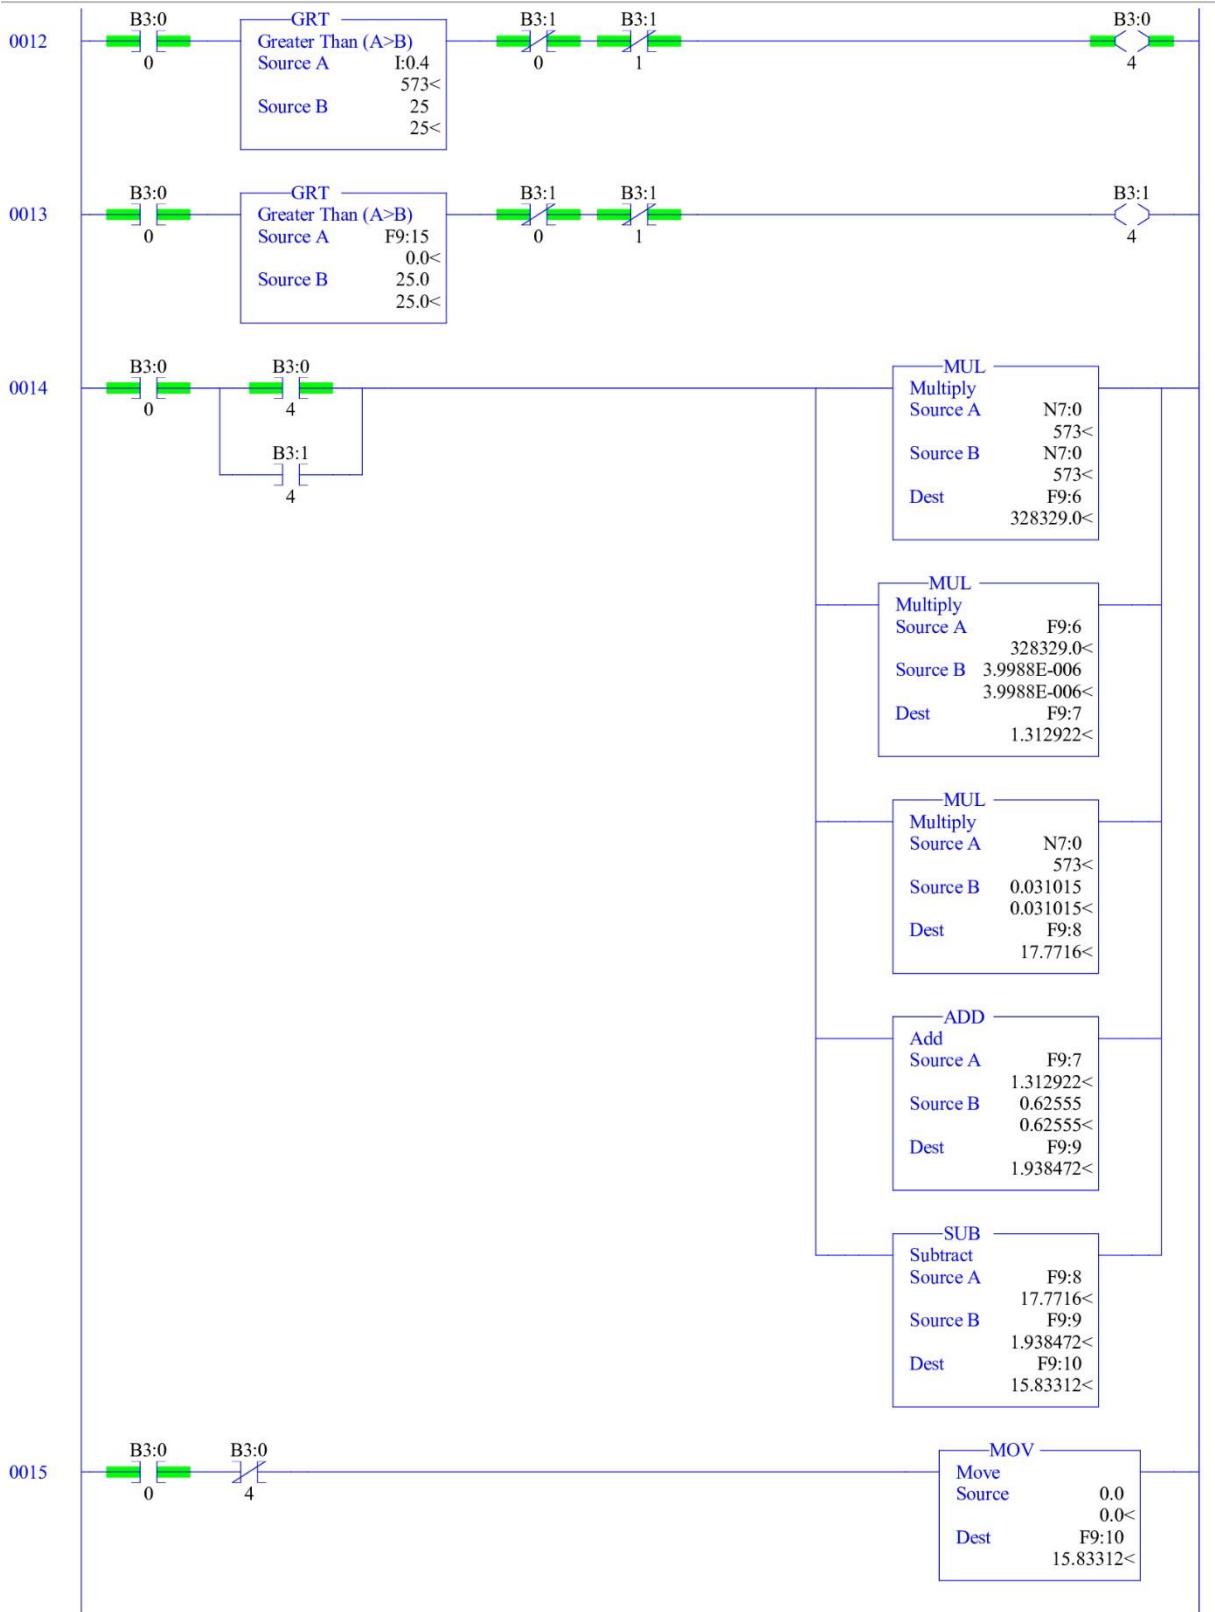 B3:0 GRT B3:1 B3:1 B3:0
0012 Greater Than (A>B)
0 Source A I:0.4 0 1 4
573<
Source B 25
25<
B3:0 GRT B3:1 B3:1 B3:1
0013 Greater Than (A>B)
0 Source A F9:15 0 1 4
0.0<
Source B 25.0
25.0<
B3:0 B3:0 MUL
0014 Multiply
0 4 Source A N7:0
573<
B3:1 Source B N7:0
573<
4 Dest F9:6
328329.0<
MUL
Multiply
Source A F9:6
328329.0<
Source B 3.9988E-006
3.9988E-006<
Dest F9:7
1.312922<
MUL
Multiply
Source A N7:0
573<
Source B 0.031015
0.031015<
Dest F9:8
17.7716<
ADD
Add
Source A F9:7
1.312922<
Source B 0.62555
0.62555<
Dest F9:9
1.938472<
SUB
Subtract
Source A F9:8
17.7716<
Source B F9:9
1.938472<
Dest F9:10
15.83312<
B3:0 B3:0 MOV
0015 Move
0 4 Source 0.0
0.0<
Dest F9:10
15.83312<